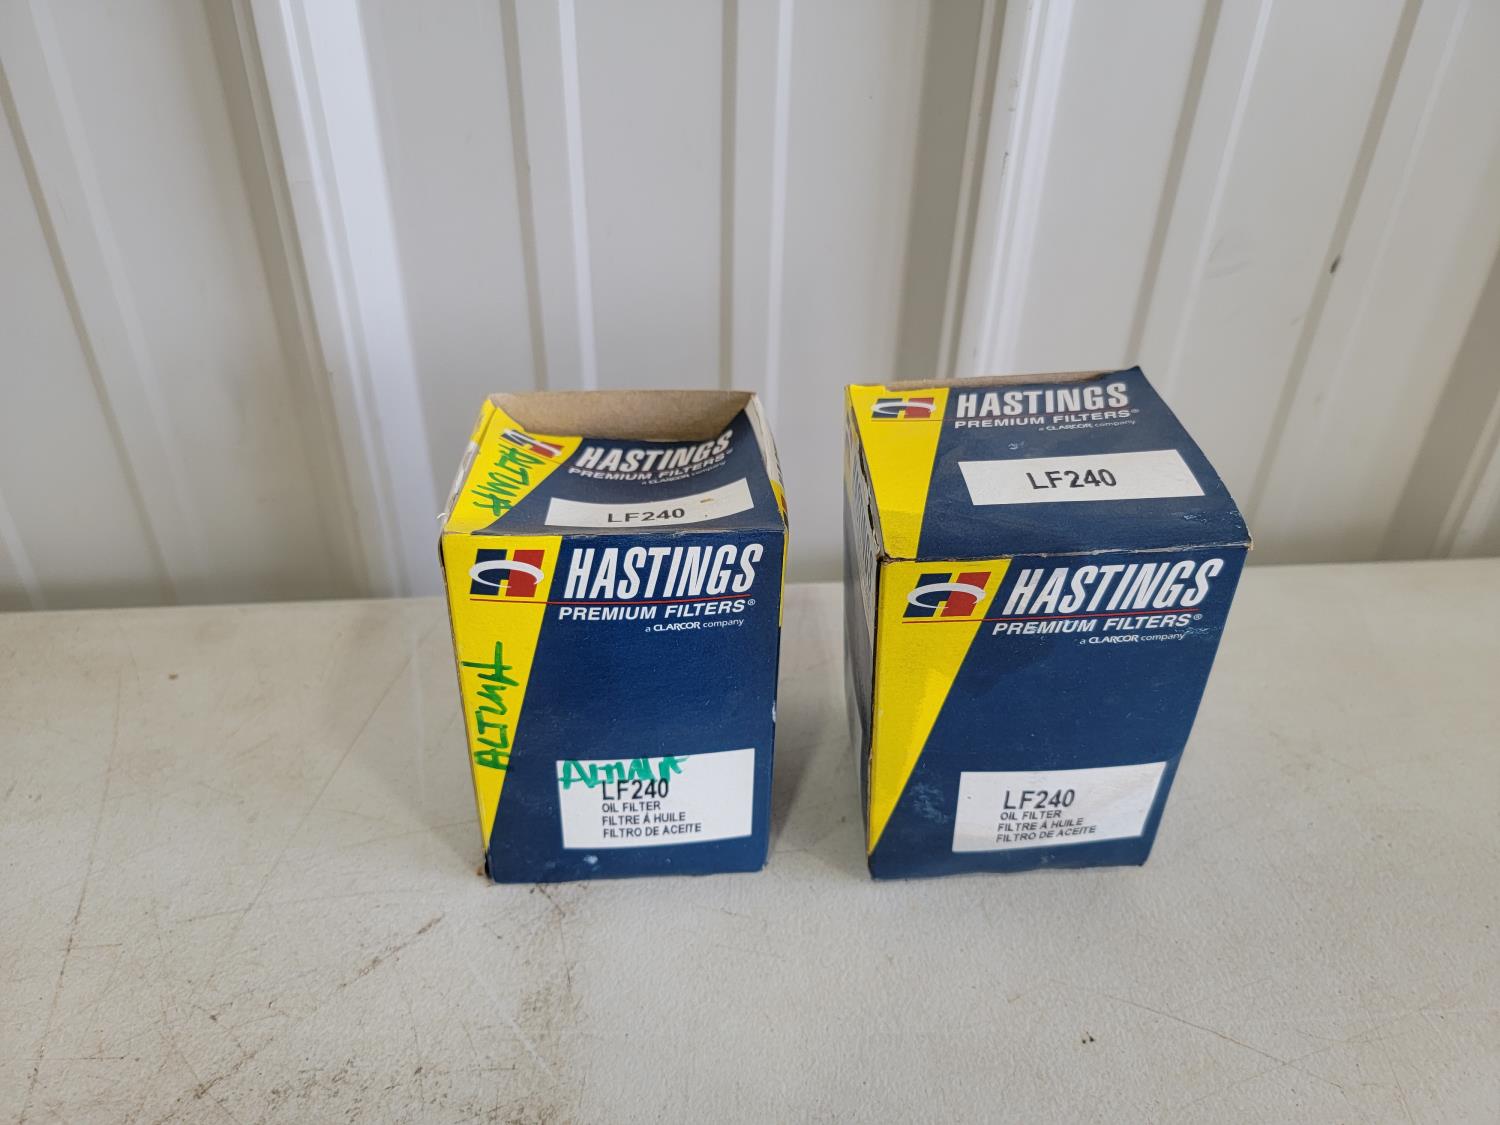 HASTINGS
PREMIUM FILTERS®
a CLARCOR company
LF240
ALTIMA
HASTINGS
PREMIUM FILTERS®
a CLARCOR company
ALTIMA
ALTIMA
LF240
OIL FILTER
FILTRE À HUILE
FILTRO DE ACEITE
HASTINGS
PREMIUM FILTERS®
a CLARCOR company
LF240
HASTINGS
PREMIUM FILTERS®
a CLARCOR company
LF240
OIL FILTER
FILTRE À HUILE
FILTRO DE ACEITE